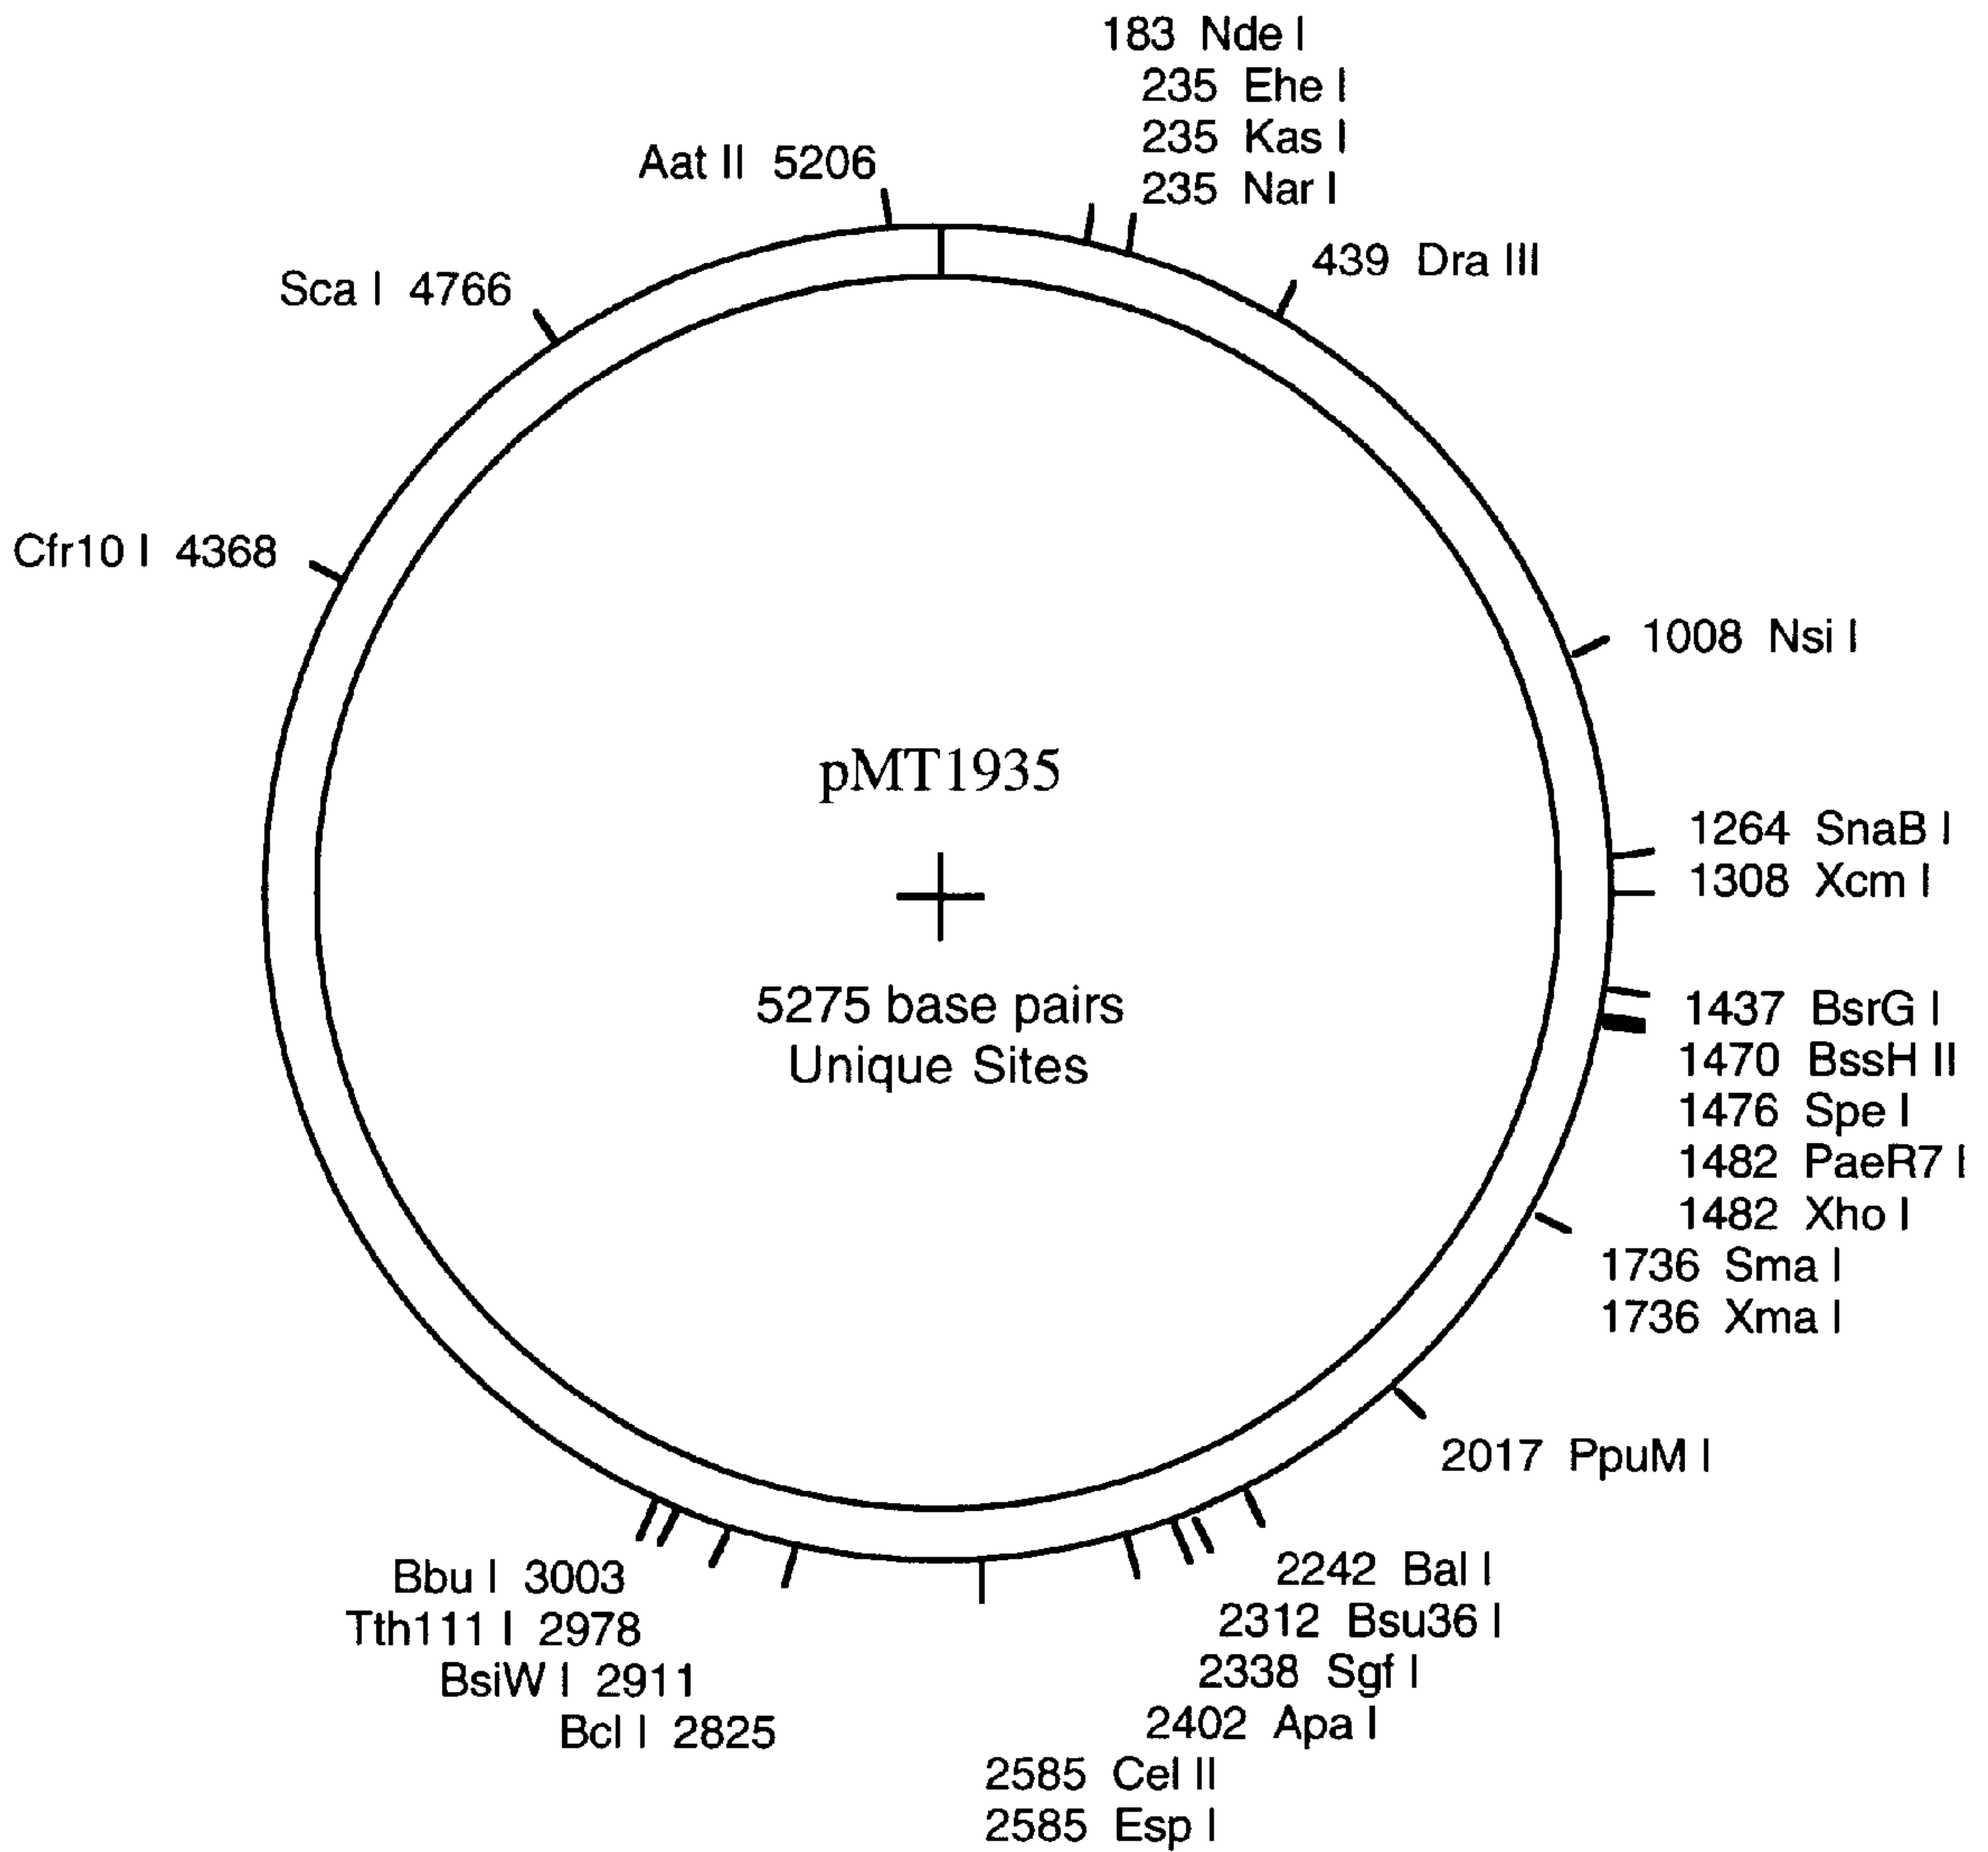 183 Nde I
235 Ehe I
235 Kas I
235 Nar I
Aat II 5206
439 Dra III
Sca I 4766
Cfr10 I 4368
1008 Nsi I
pMT1935
1264 SnaB I
1308 Xcm I
5275 base pairs
Unique Sites
1437 BsrG I
1470 BssH II
1476 Spe I
1482 PaeR7 I
1482 Xho I
1736 Sma I
1736 Xma I
2017 PpuM I
2242 Bal I
2312 Bsu36 I
2338 Sgf I
2402 Apa I
2585 Cel II
2585 Esp I
Bbu I 3003
Tth111 I 2978
BsiW I 2911
Bcl I 2825